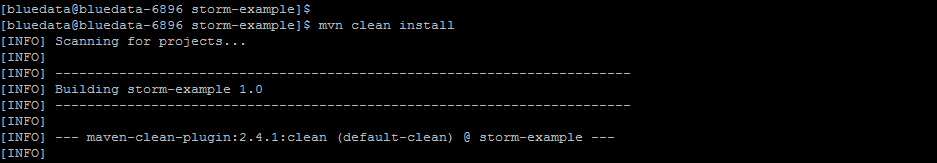 [bluedata@bluedata-6896 storm-example]$
[bluedata@bluedata-6896 storm-example]$ mvn clean install
[INFO] Scanning for projects...
[INFO]
[INFO] ------------------------------------------------------------------------
[INFO] Building storm-example 1.0
[INFO] ------------------------------------------------------------------------
[INFO]
[INFO] --- maven-clean-plugin:2.4.1:clean (default-clean) @ storm-example ---
[INFO]